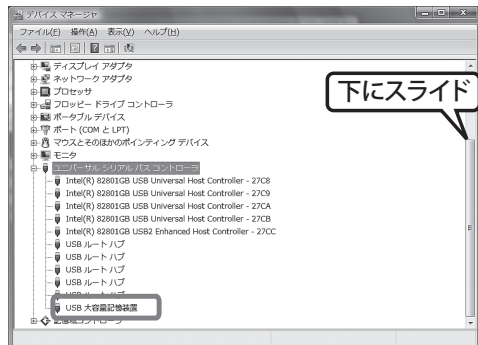 デバイス マネージャ
ファイル(F) 操作(A) 表示(V) ヘルプ(H)
ディスプレイ アダプタ
ネットワーク アダプタ
プロセッサ
フロッピー ドライブ コントローラ
ポータブル デバイス
ポート (COM と LPT)
マウスとそのほかのポインティング デバイス
モニタ
ユニバーサル シリアル バス コントローラ
Intel(R) 82801GB USB Universal Host Controller - 27C8
Intel(R) 82801GB USB Universal Host Controller - 27C9
Intel(R) 82801GB USB Universal Host Controller - 27CA
Intel(R) 82801GB USB Universal Host Controller - 27CB
Intel(R) 82801GB USB2 Enhanced Host Controller - 27CC
USB ルート ハブ
USB ルート ハブ
USB ルート ハブ
USB ルート ハブ
USB 大容量記憶装置
記憶域コントローラ
下にスライド